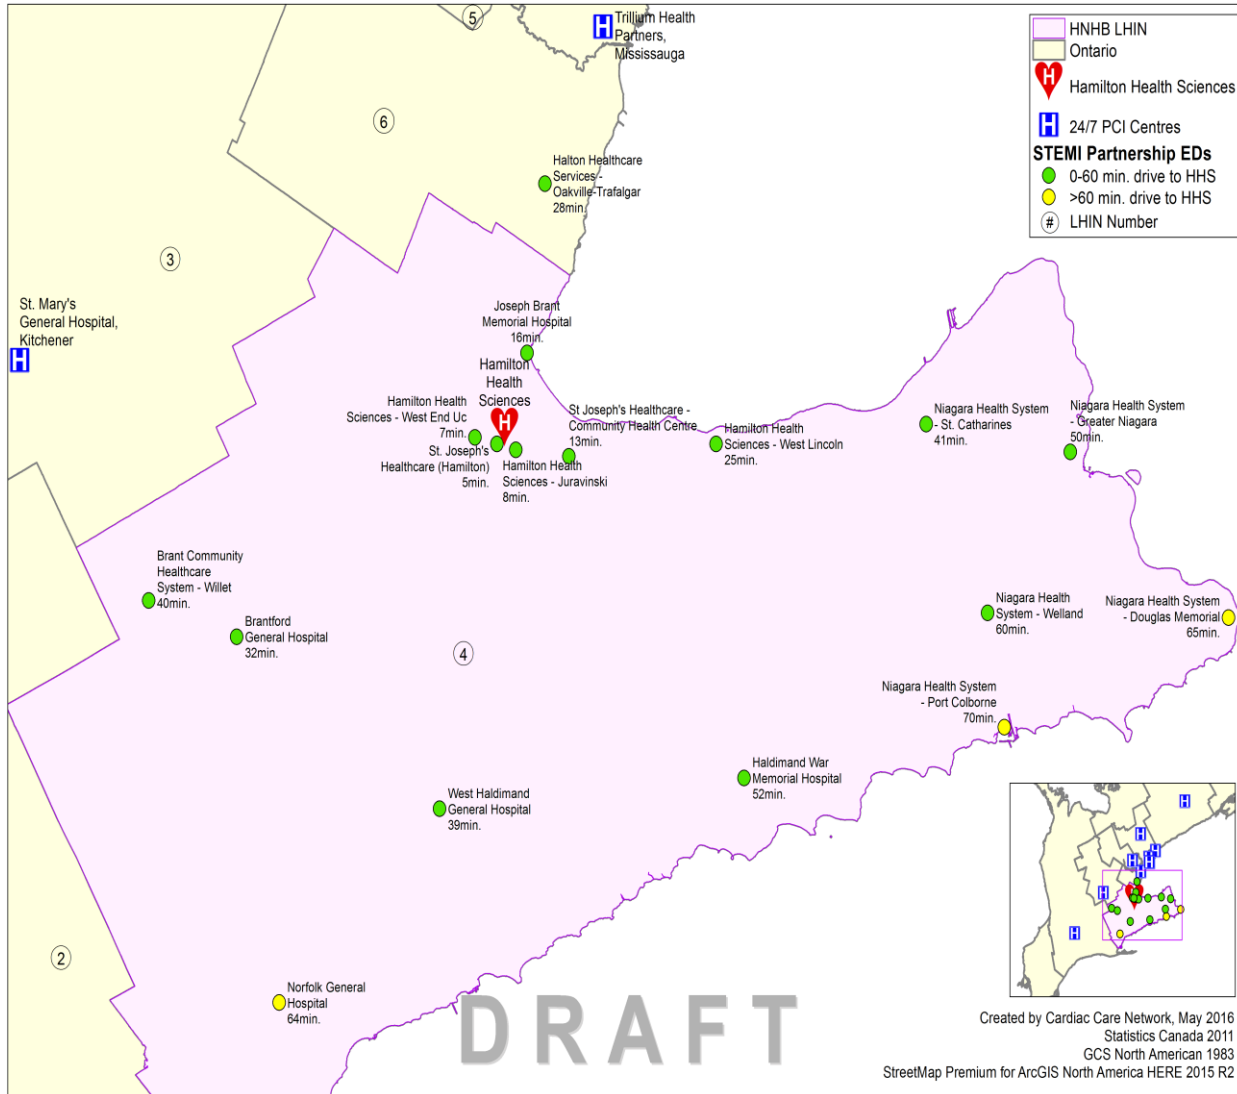 5
Trillium Health
Partners,
Mississauga
HNHB LHIN
Ontario
Hamilton Health Sciences
24/7 PCI Centres
STEMI Partnership EDs
0-60 min. drive to HHS
>60 min. drive to HHS
# LHIN Number
H
H
H
6
Halton Healthcare
Services -
Oakville-Trafalgar
28min.
3
St. Mary's
General Hospital,
Kitchener
H
Joseph Brant
Memorial Hospital
16min.
Hamilton
Health
Sciences
H
Hamilton Health
Sciences - West End Uc
7min.
St. Joseph's
Healthcare (Hamilton)
5min.
Hamilton Health
Sciences - Juravinski
8min.
St Joseph's Healthcare -
Community Health Centre
13min.
Hamilton Health
Sciences - West Lincoln
25min.
Niagara Health System
- St. Catharines
41min.
Niagara Health System
- Greater Niagara
50min.
Brant Community
Healthcare
System - Willet
40min.
Brantford
General Hospital
32min.
4
Niagara Health
System - Welland
60min.
Niagara Health System
- Douglas Memorial
65min.
Niagara Health System
- Port Colborne
70min.
Haldimand War
Memorial Hospital
52min.
West Haldimand
General Hospital
39min.
2
Norfolk General
Hospital
64min.
DRAFT
H
H
H
H
H
H
H
H
Created by Cardiac Care Network, May 2016
Statistics Canada 2011
GCS North American 1983
StreetMap Premium for ArcGIS North America HERE 2015 R2